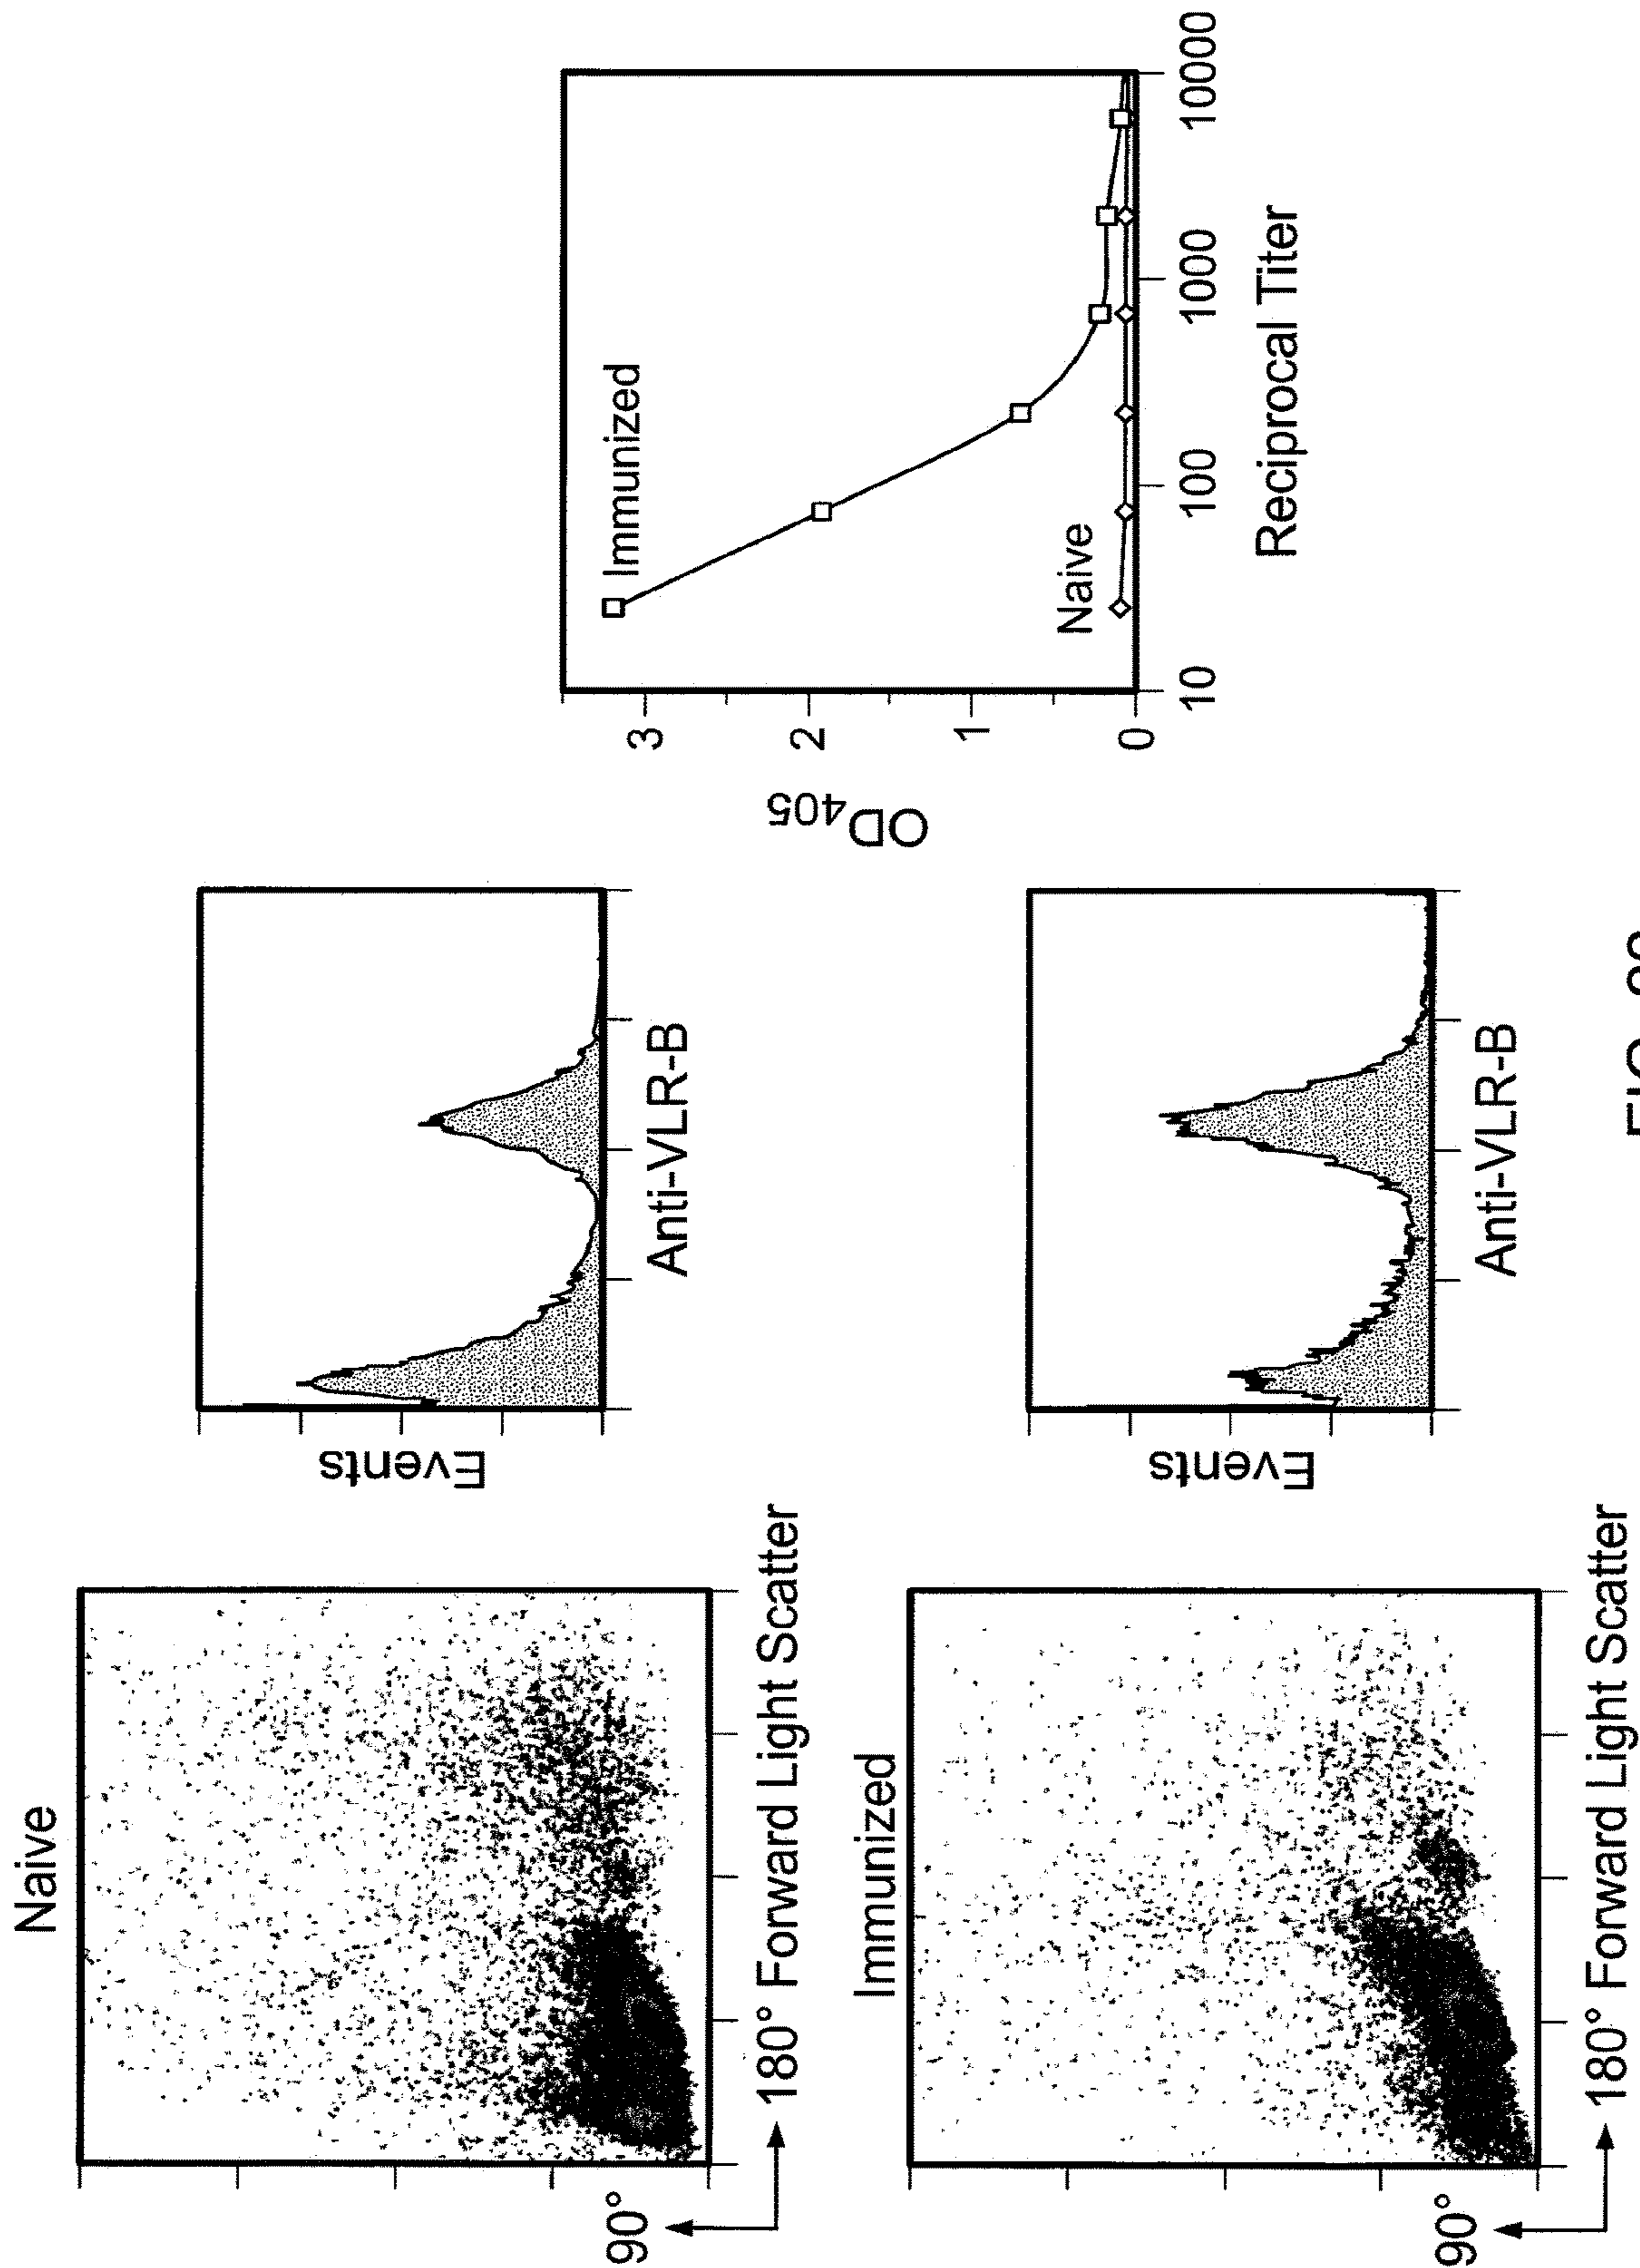 Naive
90°
180° Forward Light Scatter
Events
Anti-VLR-B
Immunized
90°
180° Forward Light Scatter
Events
Anti-VLR-B
OD405
3
2
1
0
Immunized
Naive
10
100
1000
10000
Reciprocal Titer
FIG.